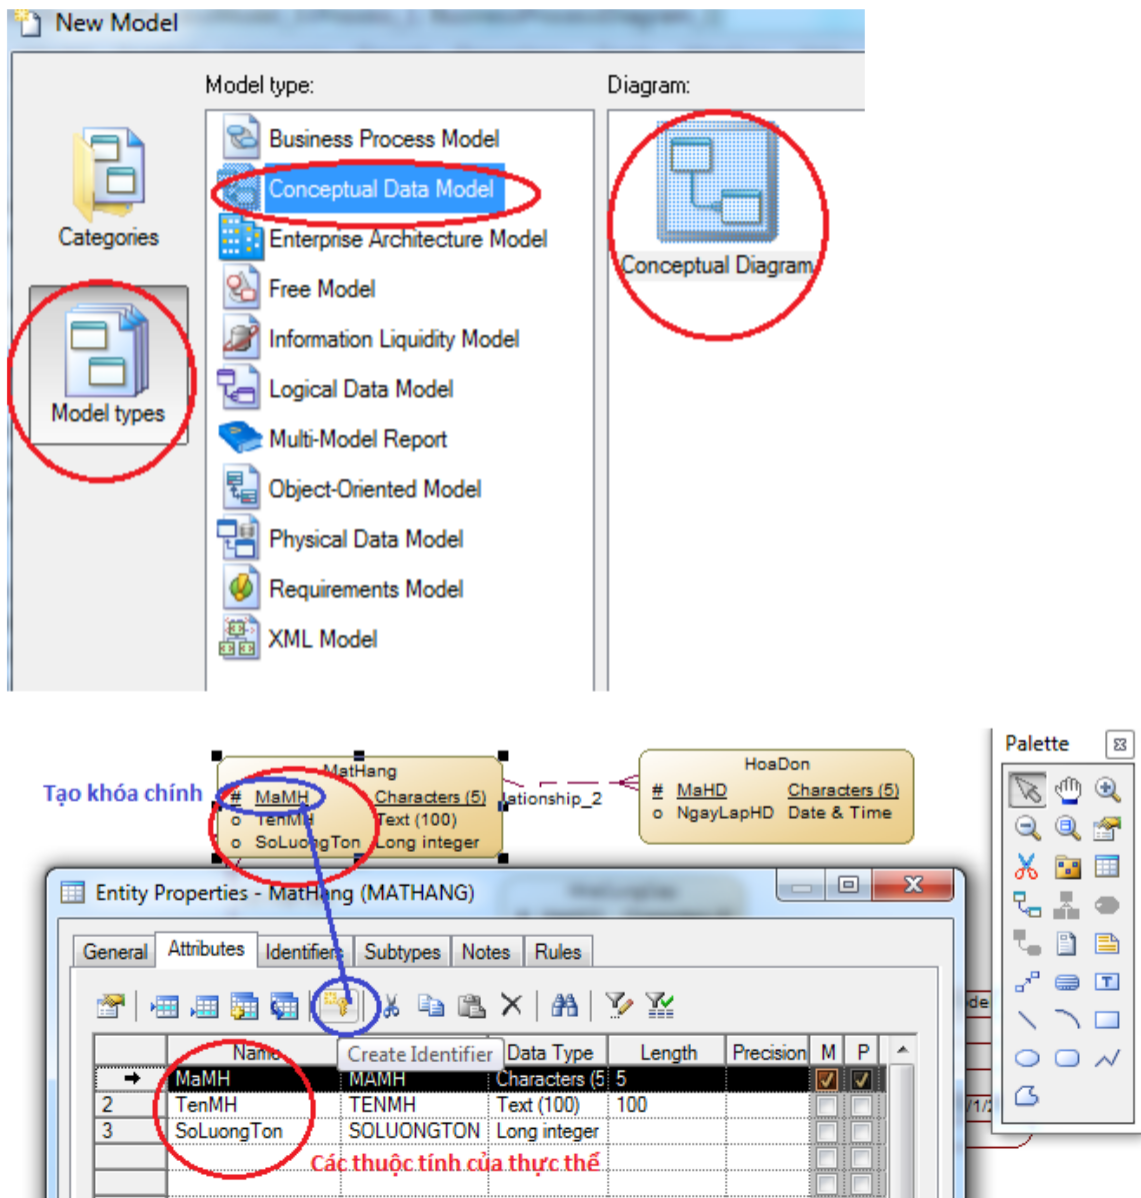 New Model
Model type:
Diagram:
Categories
Model types
Business Process Model
Conceptual Data Model
Enterprise Architecture Model
Free Model
Information Liquidity Model
Logical Data Model
Multi-Model Report
Object-Oriented Model
Physical Data Model
Requirements Model
XML Model
Conceptual Diagram
Tạo khóa chính
MatHang
# MaMH Characters (5)
o TenMH Text (100)
o SoLuongTon Long integer
ationship_2
HoaDon
# MaHD Characters (5)
o NgayLapHD Date & Time
Palette
Entity Properties - MatHang (MATHANG)
General Attributes Identifiers Subtypes Notes Rules
Create Identifier
Name Data Type Length Precision M P
MaMH MAMH Characters (5 5
2 TenMH TENMH Text (100) 100
3 SoLuongTon SOLUONGTON Long integer
Các thuộc tính của thực thể